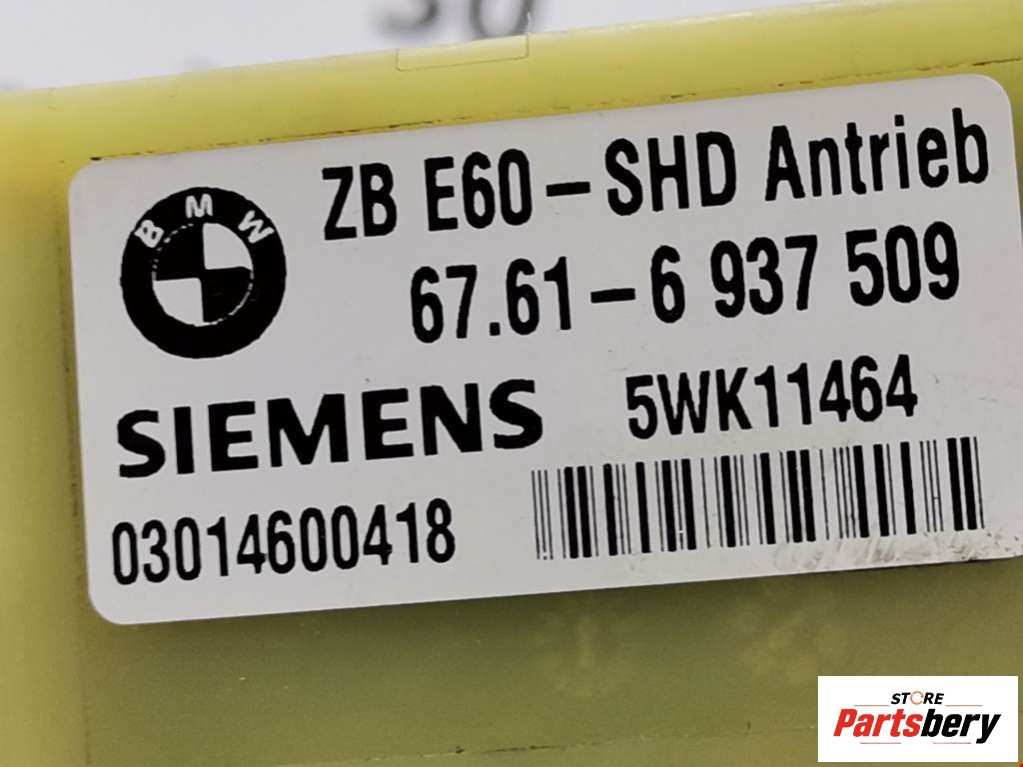 BMW
ZB E60-SHD Antrieb
67.61-6 937 509
SIEMENS 5WK11464
03014600418
STORE
Partsbery